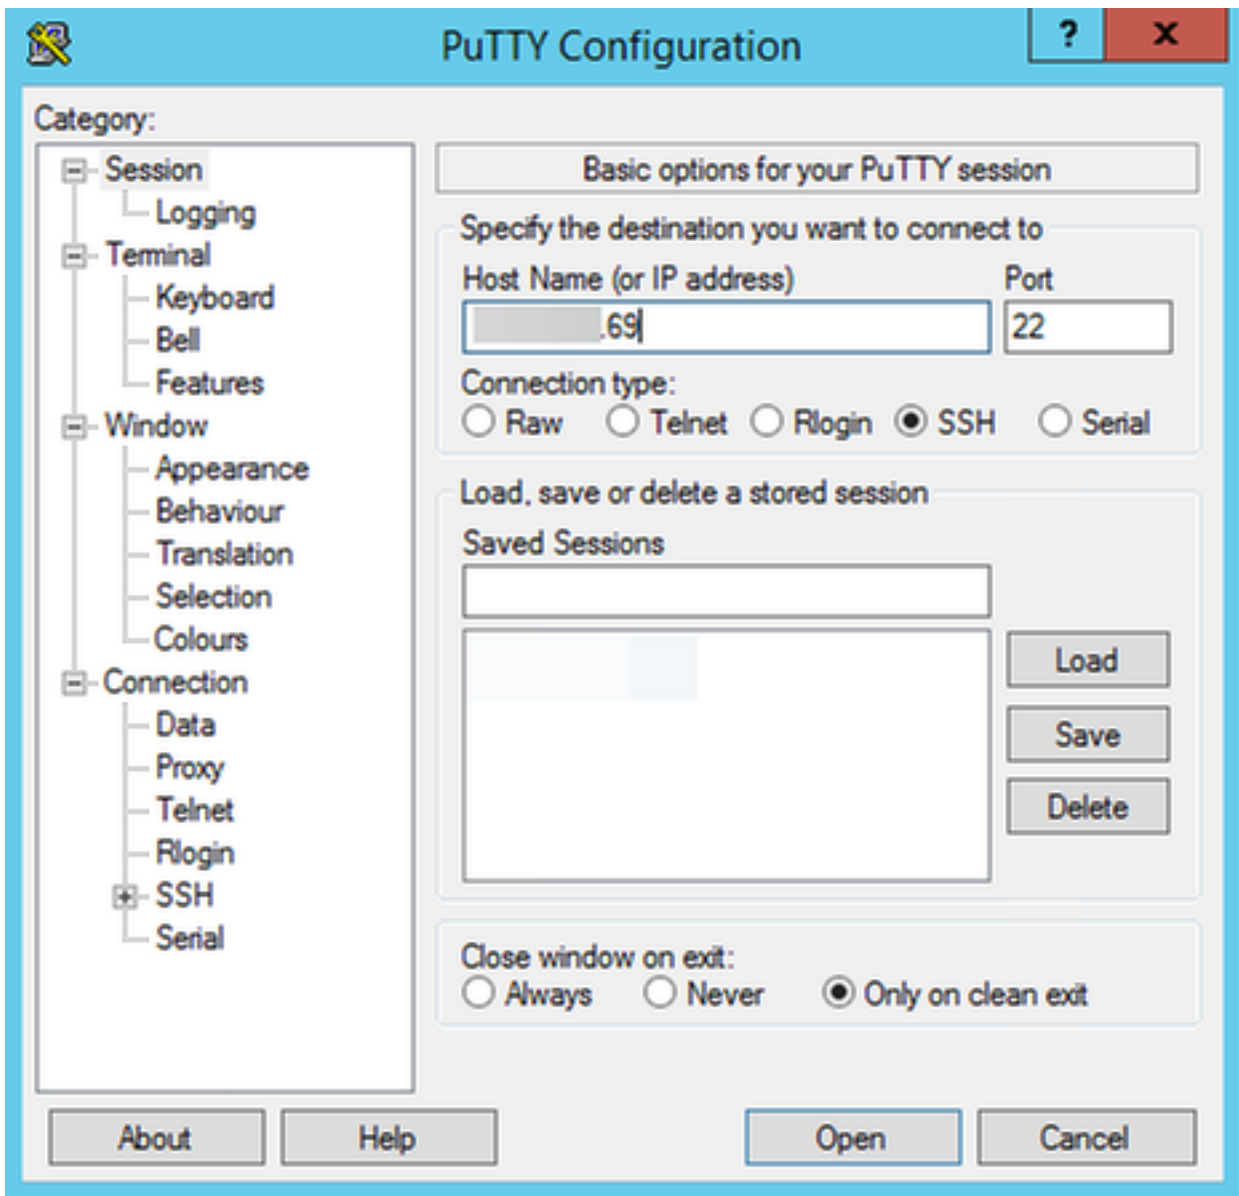 PuTTY Configuration
?
x
Category:
Session
Logging
Terminal
Keyboard
Bell
Features
Window
Appearance
Behaviour
Translation
Selection
Colours
Connection
Data
Proxy
Telnet
Rlogin
SSH
Serial
Basic options for your PuTTY session
Specify the destination you want to connect to
Host Name (or IP address) Port
.69 22
Connection type:
Raw Telnet Rlogin SSH Serial
Load, save or delete a stored session
Saved Sessions
Load
Save
Delete
Close window on exit:
Always Never Only on clean exit
About Help Open Cancel